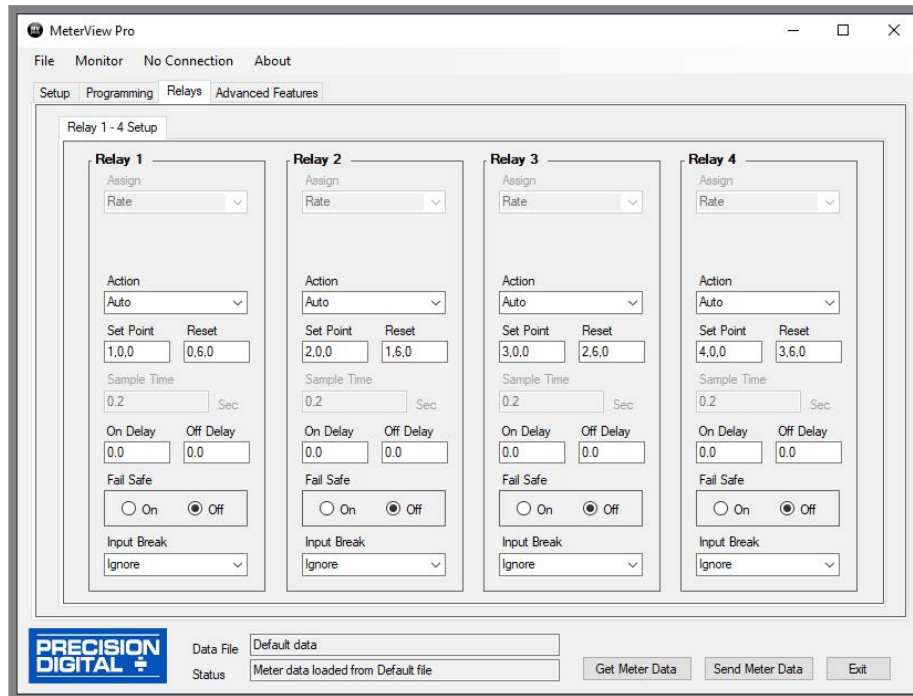 MeterView Pro
File Monitor No Connection About
Setup Programming Relays Advanced Features
Relay 1 - 4 Setup
Relay 1 Relay 2 Relay 3 Relay 4
Assign Assign Assign Assign
Rate Rate Rate Rate
Action Action Action Action
Auto Auto Auto Auto
Set Point Reset Set Point Reset Set Point Reset Set Point Reset
1,0,0 0,6,0 2,0,0 1,6,0 3,0,0 2,6,0 4,0,0 3,6,0
Sample Time Sample Time Sample Time Sample Time
0.2 Sec 0.2 Sec 0.2 Sec 0.2 Sec
On Delay Off Delay On Delay Off Delay On Delay Off Delay On Delay Off Delay
0.0 0.0 0.0 0.0 0.0 0.0 0.0 0.0
Fail Safe Fail Safe Fail Safe Fail Safe
On Off On Off On Off On Off
Input Break Input Break Input Break Input Break
Ignore Ignore Ignore Ignore
PRECISION
DIGITAL
Data File Default data
Status Meter data loaded from Default file
Get Meter Data Send Meter Data Exit